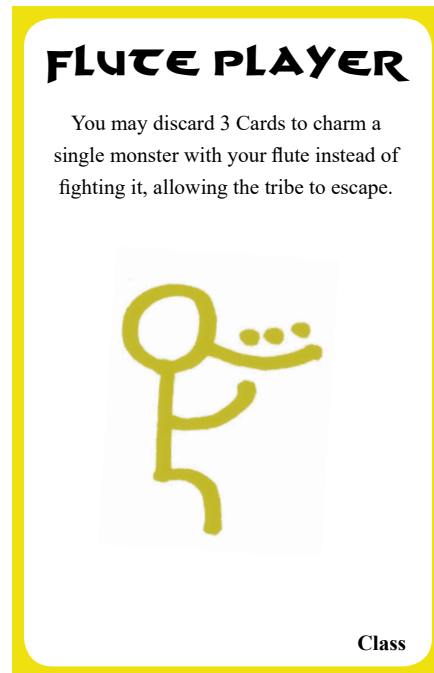 FLUTE PLAYER
You may discard 3 Cards to charm a
single monster with your flute instead of
fighting it, allowing the tribe to escape.
Class